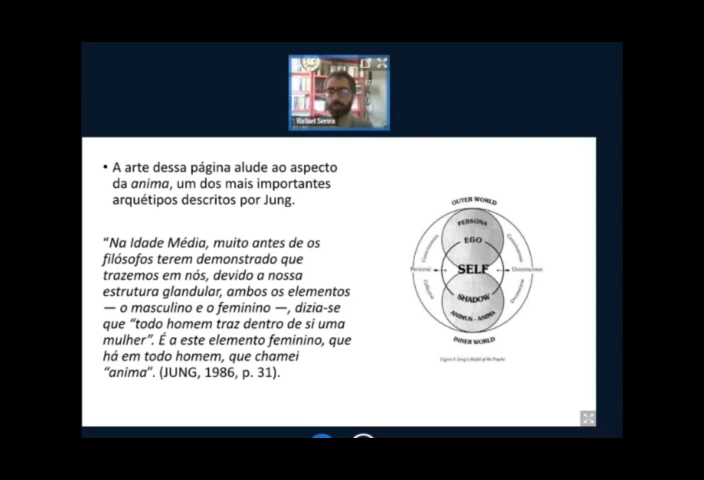 Rafael Senra
• A arte dessa página alude ao aspecto
da anima, um dos mais importantes
arquétipos descritos por Jung.
“Na Idade Média, muito antes de os
filósofos terem demonstrado que
trazemos em nós, devido a nossa
estrutura glandular, ambos os elementos
— o masculino e o feminino —, dizia-se
que “todo homem traz dentro de si uma
mulher”. É a este elemento feminino, que
há em todo homem, que chamei
“anima”. (JUNG, 1986, p. 31).
OUTER WORLD
PERSONA
EGO
Personal
SELF
Unconscious
SHADOW
ANIMUS - ANIMA
INNER WORLD